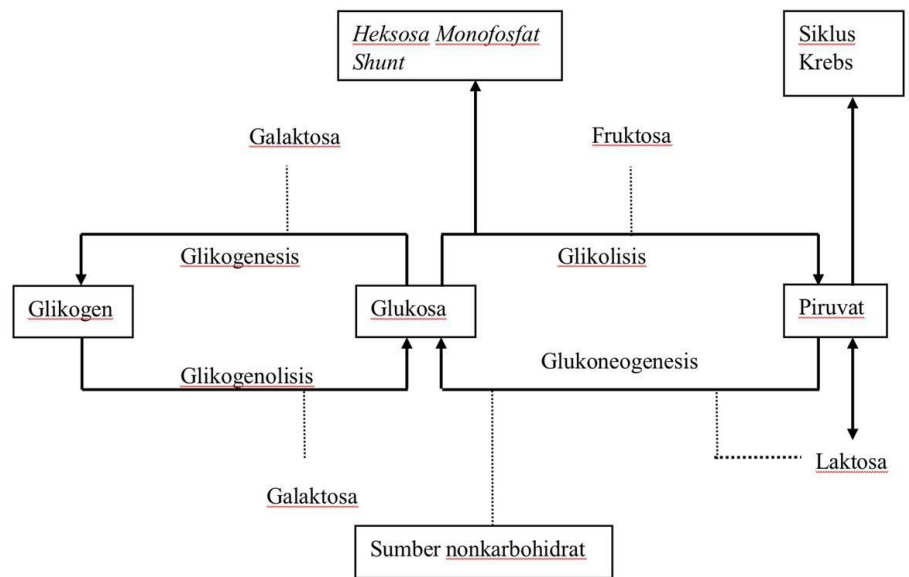 Heksosa Monofosfat
Shunt
Siklus
Krebs
Galaktosa
Fruktosa
Glikogenesis
Glikolisis
Glikogen
Glukosa
Piruvat
Glikogenolisis
Glukoneogenesis
Laktosa
Galaktosa
Sumber nonkarbohidrat